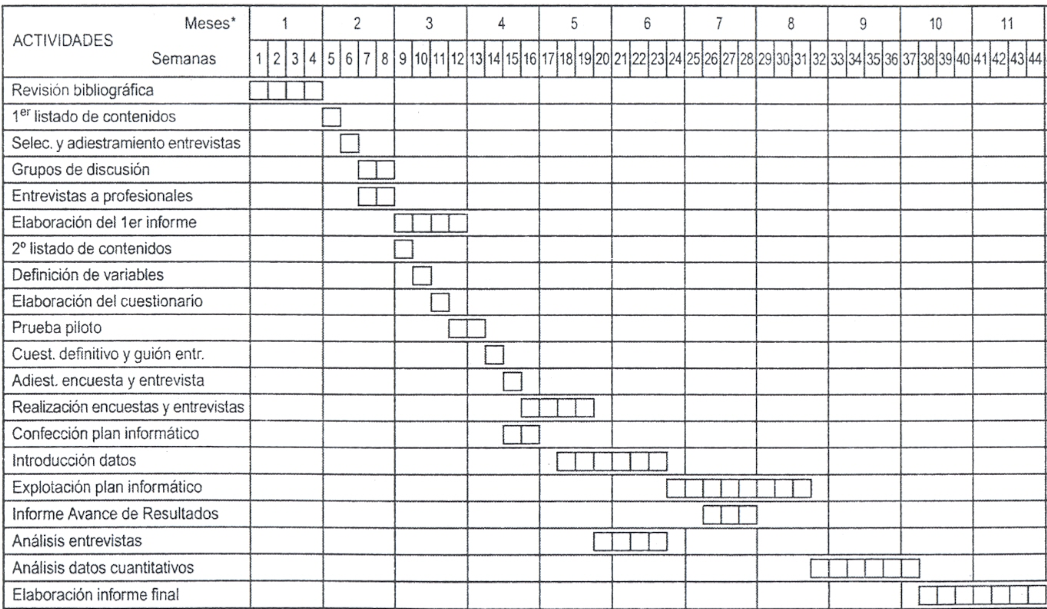 Meses* 1 2 3 4 5 6 7 8 9 10 11
ACTIVIDADES
Semanas 1 2 3 4 5 6 7 8 9 10 11 12 13 14 15 16 17 18 19 20 21 22 23 24 25 26 27 28 29 30 31 32 33 34 35 36 37 38 39 40 41 42 43 44
Revisión bibliográfica
1er listado de contenidos
Selec. y adiestramiento entrevistas
Grupos de discusión
Entrevistas a profesionales
Elaboración del 1er informe
2º listado de contenidos
Definición de variables
Elaboración del cuestionario
Prueba piloto
Cuest. definitivo y guión entr.
Adiest. encuesta y entrevista
Realización encuestas y entrevistas
Confección plan informático
Introducción datos
Explotación plan informático
Informe Avance de Resultados
Análisis entrevistas
Análisis datos cuantitativos
Elaboración informe final